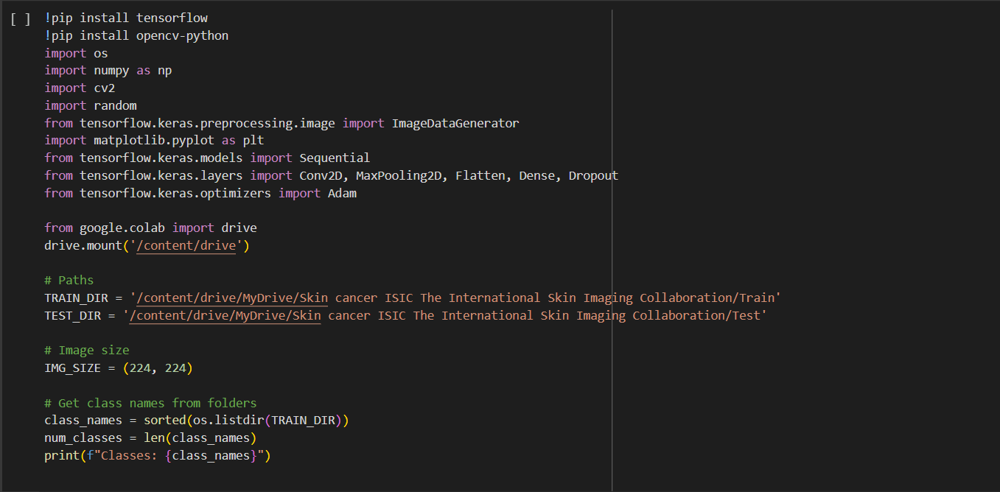 [ ] !pip install tensorflow
!pip install opencv-python
import os
import numpy as np
import cv2
import random
from tensorflow.keras.preprocessing.image import ImageDataGenerator
import matplotlib.pyplot as plt
from tensorflow.keras.models import Sequential
from tensorflow.keras.layers import Conv2D, MaxPooling2D, Flatten, Dense, Dropout
from tensorflow.keras.optimizers import Adam

from google.colab import drive
drive.mount('/content/drive')

# Paths
TRAIN_DIR = '/content/drive/MyDrive/Skin cancer ISIC The International Skin Imaging Collaboration/Train'
TEST_DIR = '/content/drive/MyDrive/Skin cancer ISIC The International Skin Imaging Collaboration/Test'

# Image size
IMG_SIZE = (224, 224)

# Get class names from folders
class_names = sorted(os.listdir(TRAIN_DIR))
num_classes = len(class_names)
print(f"Classes: {class_names}")